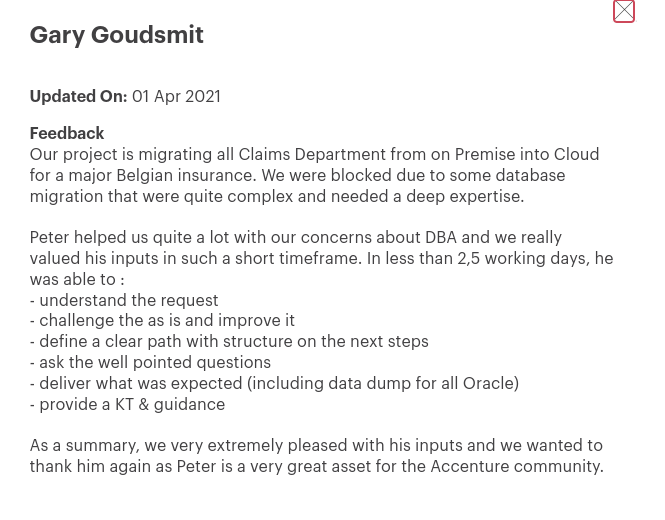 Gary Goudsmit
Updated On: 01 Apr 2021
Feedback
Our project is migrating all Claims Department from on Premise into Cloud
for a major Belgian insurance. We were blocked due to some database
migration that were quite complex and needed a deep expertise.
Peter helped us quite a lot with our concerns about DBA and we really
valued his inputs in such a short timeframe. In less than 2,5 working days, he
was able to :
- understand the request
- challenge the as is and improve it
- define a clear path with structure on the next steps
- ask the well pointed questions
- deliver what was expected (including data dump for all Oracle)
- provide a KT & guidance
As a summary, we very extremely pleased with his inputs and we wanted to
thank him again as Peter is a very great asset for the Accenture community.